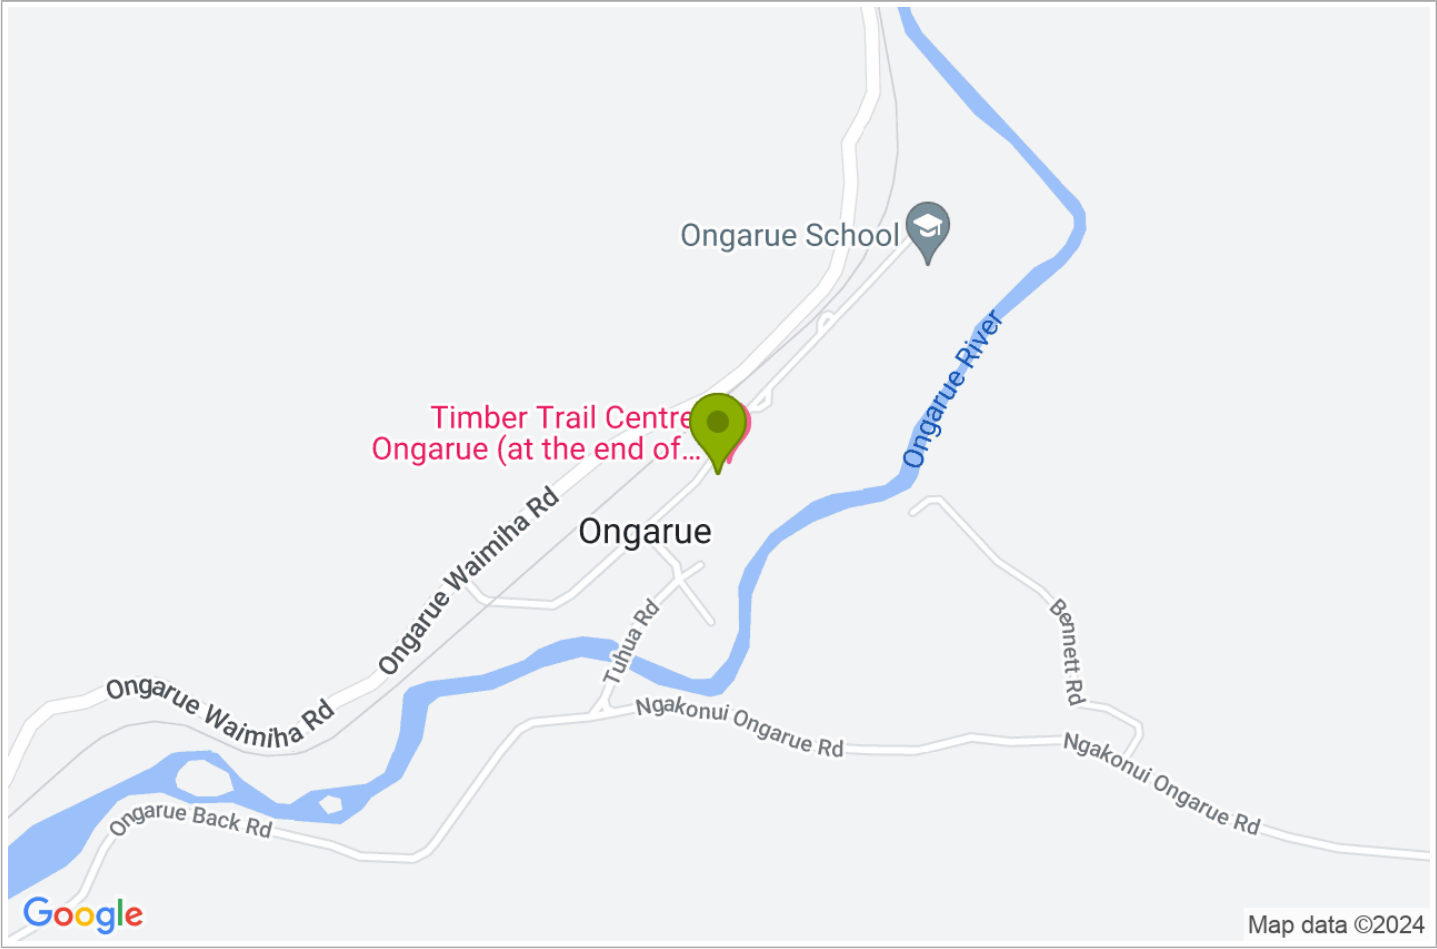 Ongarue School
Ongarue River
Timber Trail Centre
Ongarue (at the end of...
Ongarue Waimiha Rd
Ongarue
Tuhua Rd
Bennett Rd
Ongarue Waimiha Rd
Ngakonui Ongarue Rd
Ngakonui Ongarue Rd
Ongarue Back Rd
Google
Map data ©2024